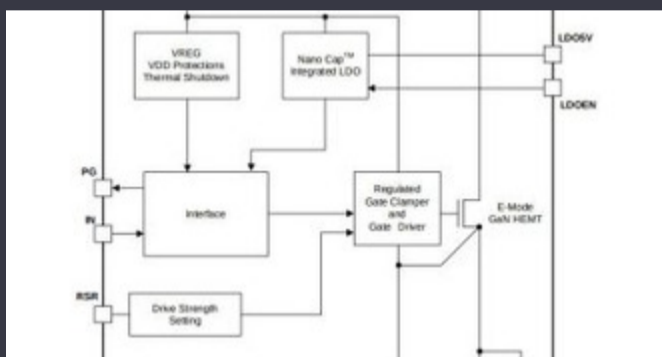 VREG
VDD Protections
Thermal Shutdown
Nano Cap™
Integrated LDO
LDO5V
LDOEN
PG
Interface
Regulated
Gate Clamper
and
Gate Driver
E-Mode
GaN HEMT
IN
RSR
Drive Strength
Setting